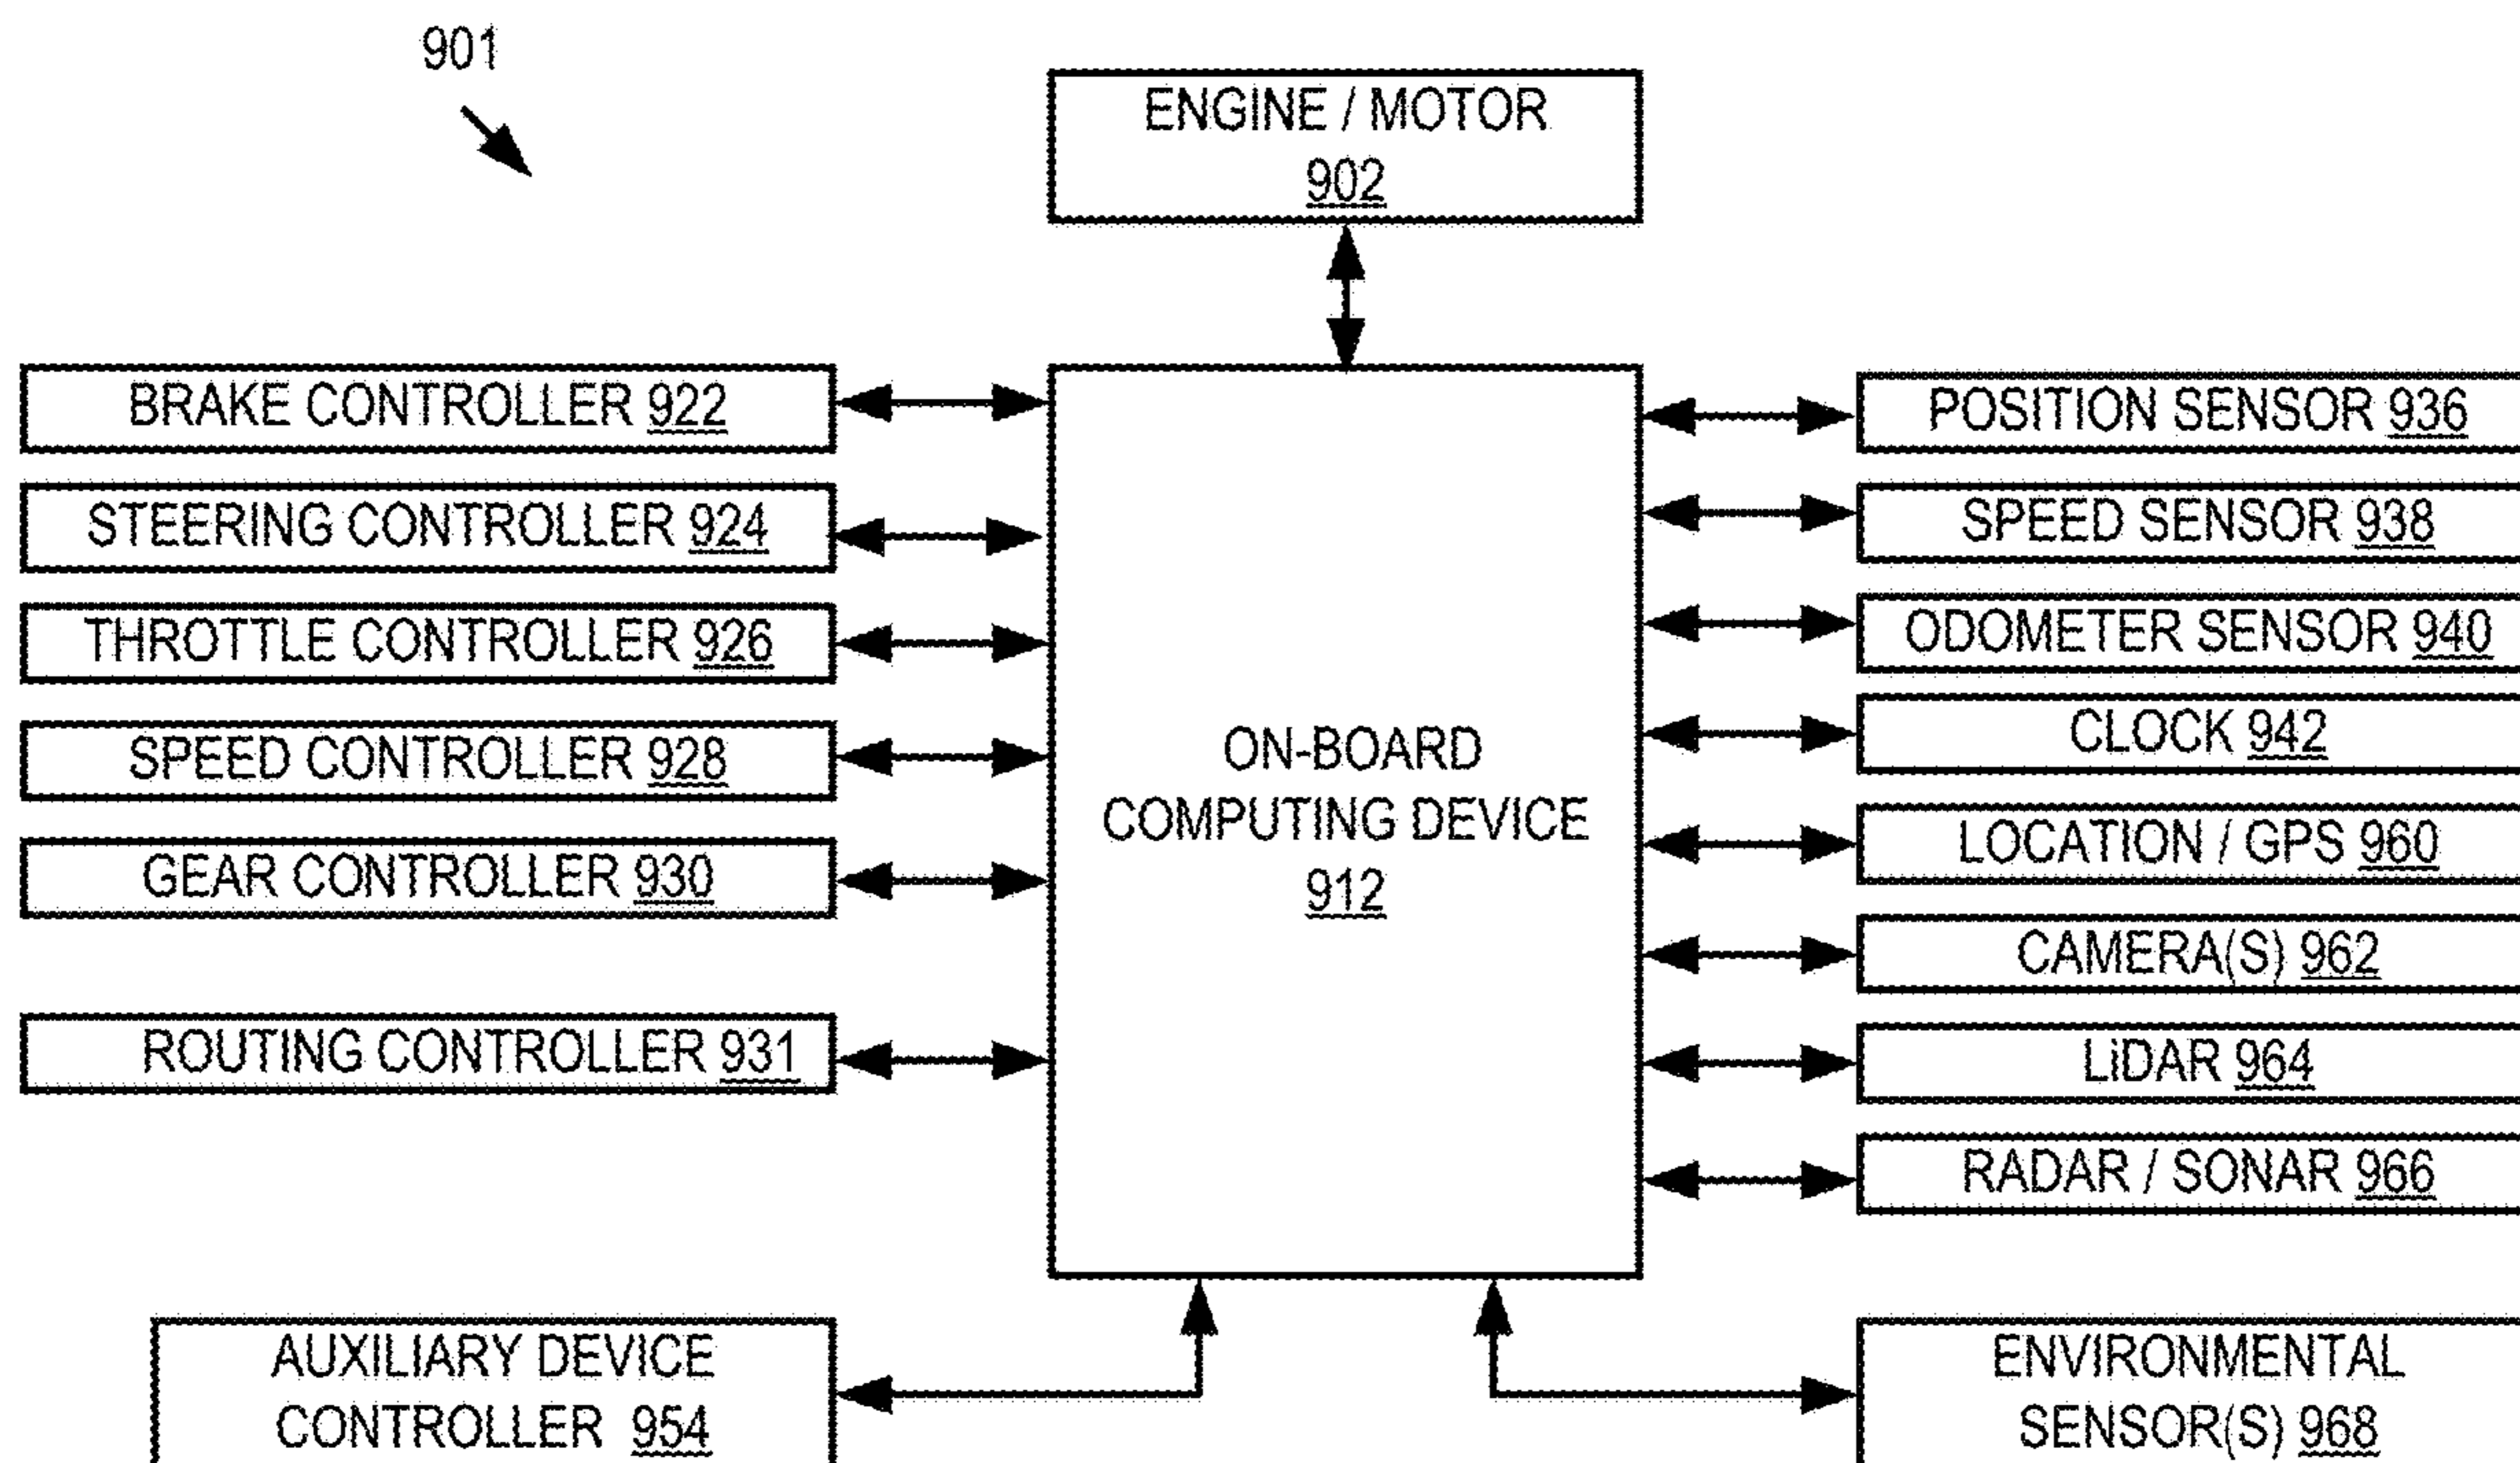 901
ENGINE / MOTOR
902
BRAKE CONTROLLER 922
STEERING CONTROLLER 924
THROTTLE CONTROLLER 926
SPEED CONTROLLER 928
GEAR CONTROLLER 930
ROUTING CONTROLLER 931
AUXILIARY DEVICE
CONTROLLER 954
ON-BOARD
COMPUTING DEVICE
912
POSITION SENSOR 936
SPEED SENSOR 938
ODOMETER SENSOR 940
CLOCK 942
LOCATION / GPS 960
CAMERA(S) 962
LiDAR 964
RADAR / SONAR 966
ENVIRONMENTAL
SENSOR(S) 968